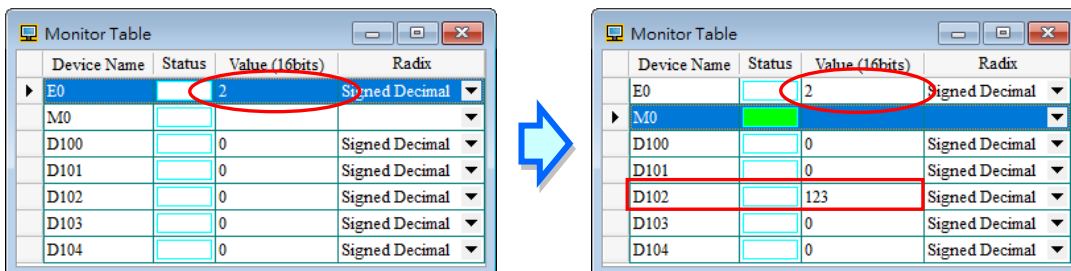 Monitor Table
Device Name Status Value (16bits) Radix
E0 2 Signed Decimal
M0
D100 0 Signed Decimal
D101 0 Signed Decimal
D102 0 Signed Decimal
D103 0 Signed Decimal
D104 0 Signed Decimal
Monitor Table
Device Name Status Value (16bits) Radix
E0 2 Signed Decimal
M0
D100 0 Signed Decimal
D101 0 Signed Decimal
D102 123 Signed Decimal
D103 0 Signed Decimal
D104 0 Signed Decimal